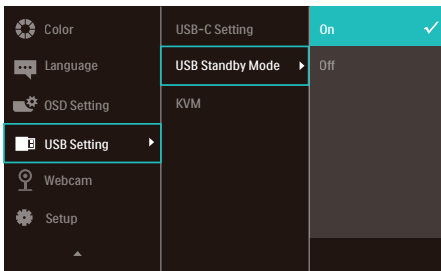 Color
Language
OSD Setting
USB Setting
Webcam
Setup
USB-C Setting
USB Standby Mode
KVM
On
Off